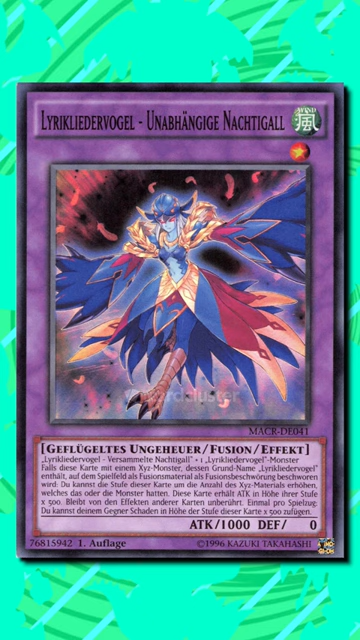 Lyrikliedervogel - Unabhängige Nachtigall
WIND
風
MACR-DE041
[Geflügeltes Ungeheuer/Fusion/Effekt]
„Lyrikliedervogel - Versammelte Nachtigall" + 1 „Lyrikliedervogel"-Monster
Falls diese Karte mit einem Xyz-Monster, dessen Grund-Name „Lyrikliedervogel"
enthält, auf dem Spielfeld als Fusionsmaterial als Fusionsbeschwörung beschworen
wird: Du kannst die Stufe dieser Karte um die Anzahl des Xyz-Materials erhöhen,
welches das oder die Monster hatten. Diese Karte erhält ATK in Höhe ihrer Stufe
x 500. Bleibt von den Effekten anderer Karten unberührt. Einmal pro Spielzug:
Du kannst deinem Gegner Schaden in Höhe der Stufe dieser Karte x 500 zufügen.
ATK/1000 DEF/ 0
76815942 1. Auflage ©1996 KAZUKI TAKAHASHI